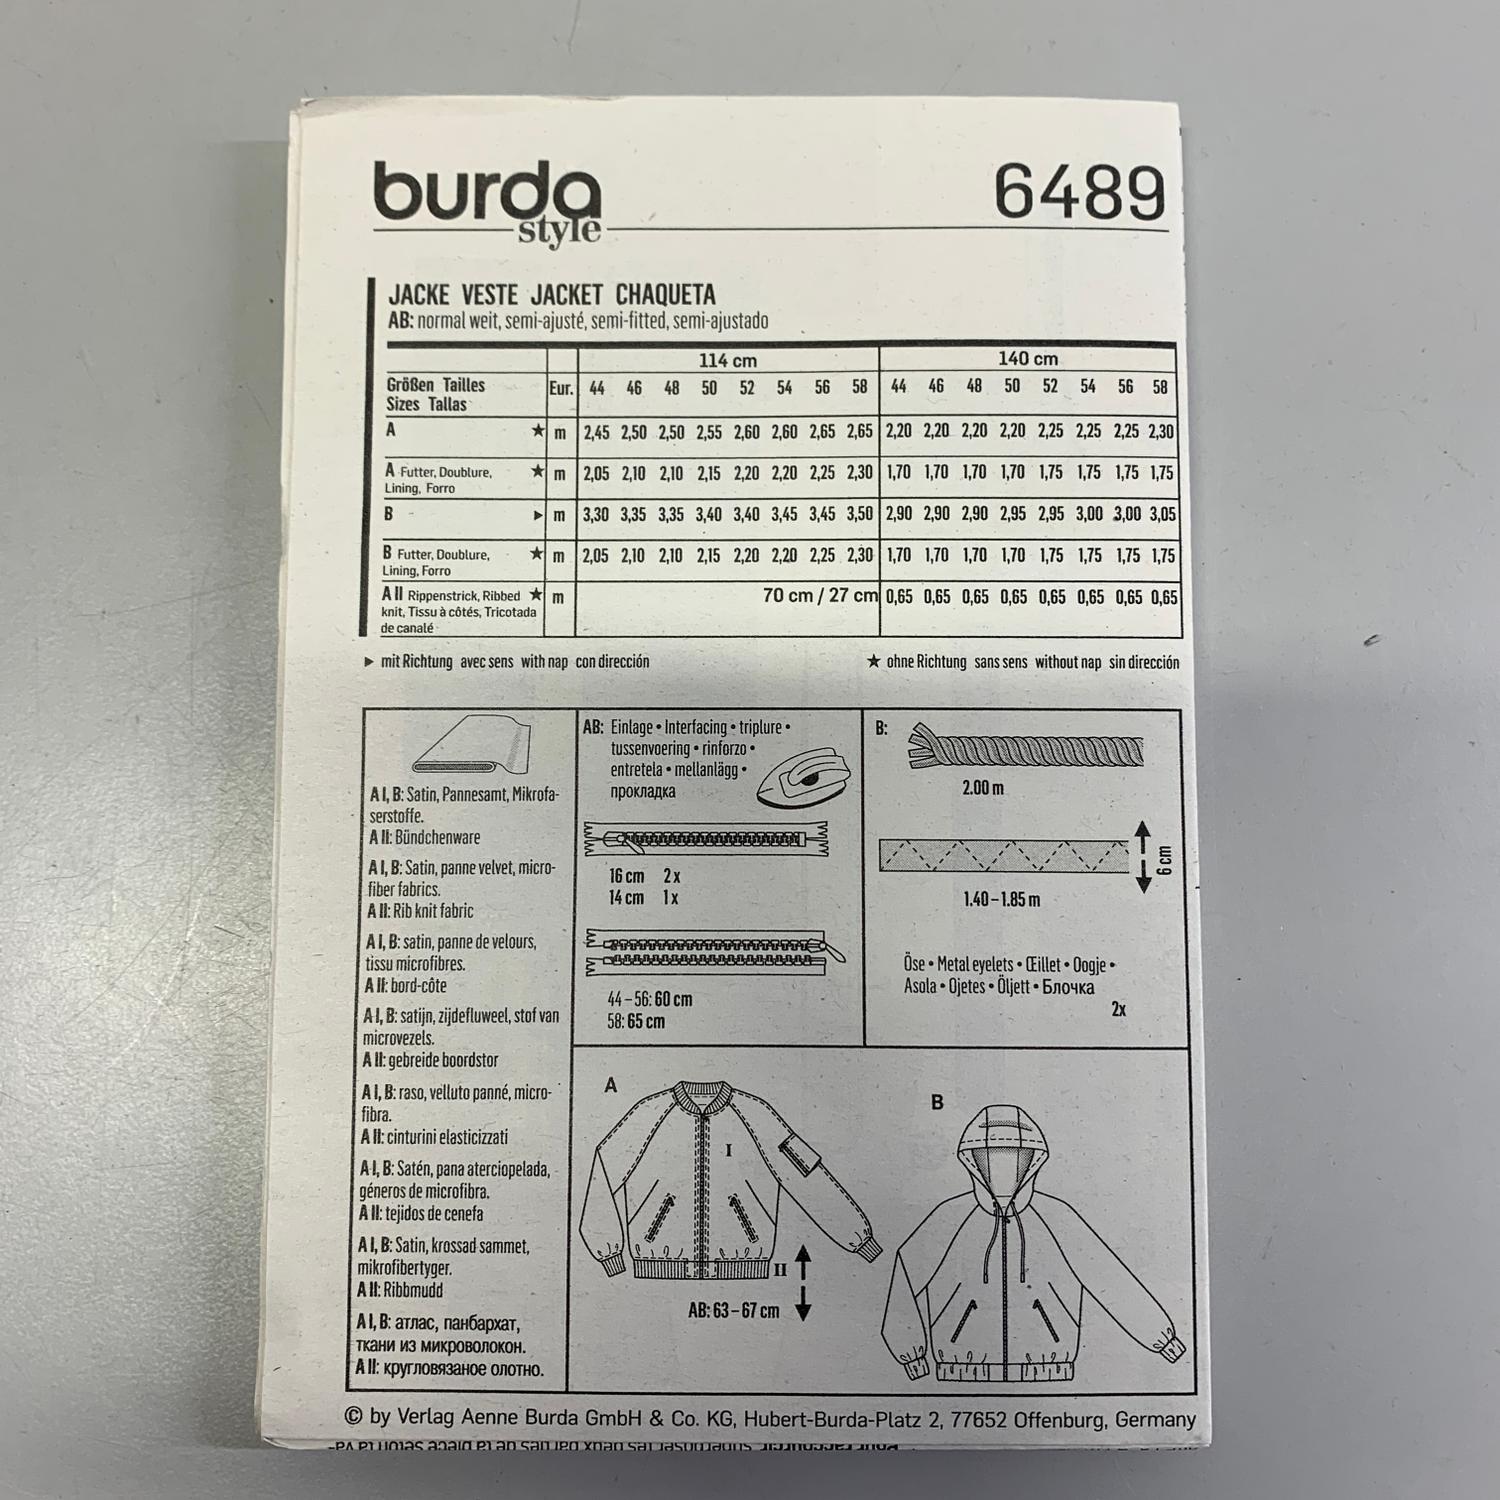 burda
style
6489
JACKE VESTE JACKET CHAQUETA
AB: normal weit, semi-ajusté, semi-fitted, semi-ajustado
114 cm 140 cm
Größen Tailles
Sizes Tallas
Eur. 44 46 48 50 52 54 56 58 44 46 48 50 52 54 56 58
A ★ m 2,45 2,50 2,50 2,55 2,60 2,60 2,65 2,65 2,20 2,20 2,20 2,20 2,25 2,25 2,25 2,30
A Futter, Doublure, ★ m 2,05 2,10 2,10 2,15 2,20 2,20 2,25 2,30 1,70 1,70 1,70 1,70 1,75 1,75 1,75 1,75
Lining, Forro
B ▶ m 3,30 3,35 3,35 3,40 3,40 3,45 3,45 3,50 2,90 2,90 2,90 2,95 2,95 3,00 3,00 3,05
B Futter, Doublure, ★ m 2,05 2,10 2,10 2,15 2,20 2,20 2,25 2,30 1,70 1,70 1,70 1,70 1,75 1,75 1,75 1,75
Lining, Forro
A II Rippenstrick, Ribbed ★ m 70 cm / 27 cm 0,65 0,65 0,65 0,65 0,65 0,65 0,65 0,65
knit, Tissu à côtés, Tricotada
de canalé
▶ mit Richtung avec sens with nap con dirección
★ ohne Richtung sans sens without nap sin dirección
A I, B: Satin, Pannesamt, Mikrofa-
serstoffe.
A II: Bündchenware
A I, B: Satin, panne velvet, micro-
fiber fabrics.
A II: Rib knit fabric
A I, B: satin, panne de velours,
tissu microfibres.
A II: bord-côte
A I, B: satijn, zijdefluweel, stof van
microvezels.
A II: gebreide boordstor
A I, B: raso, velluto panné, micro-
fibra.
A II: cinturini elasticizzati
A I, B: Satén, pana aterciopelada,
géneros de microfibra.
A II: tejidos de cenefa
A I, B: Satin, krossad sammet,
mikrofibertyger.
A II: Ribbmudd
A I, B: атлас, панбархат,
ткани из микроволокон.
A II: кругловязаное олотно.
AB: Einlage • Interfacing • triplure •
tussenvoering • rinforzo •
entretela • mellanlägg •
прокладка
16 cm 2 x
14 cm 1 x
44–56: 60 cm
58: 65 cm
B:
2.00 m
6 cm
1.40–1.85 m
Öse • Metal eyelets • Œillet • Oogje •
Asola • Ojetes • Öljett • Блочка
2x
A
I
II
AB: 63–67 cm
B
© by Verlag Aenne Burda GmbH & Co. KG, Hubert-Burda-Platz 2, 77652 Offenburg, Germany